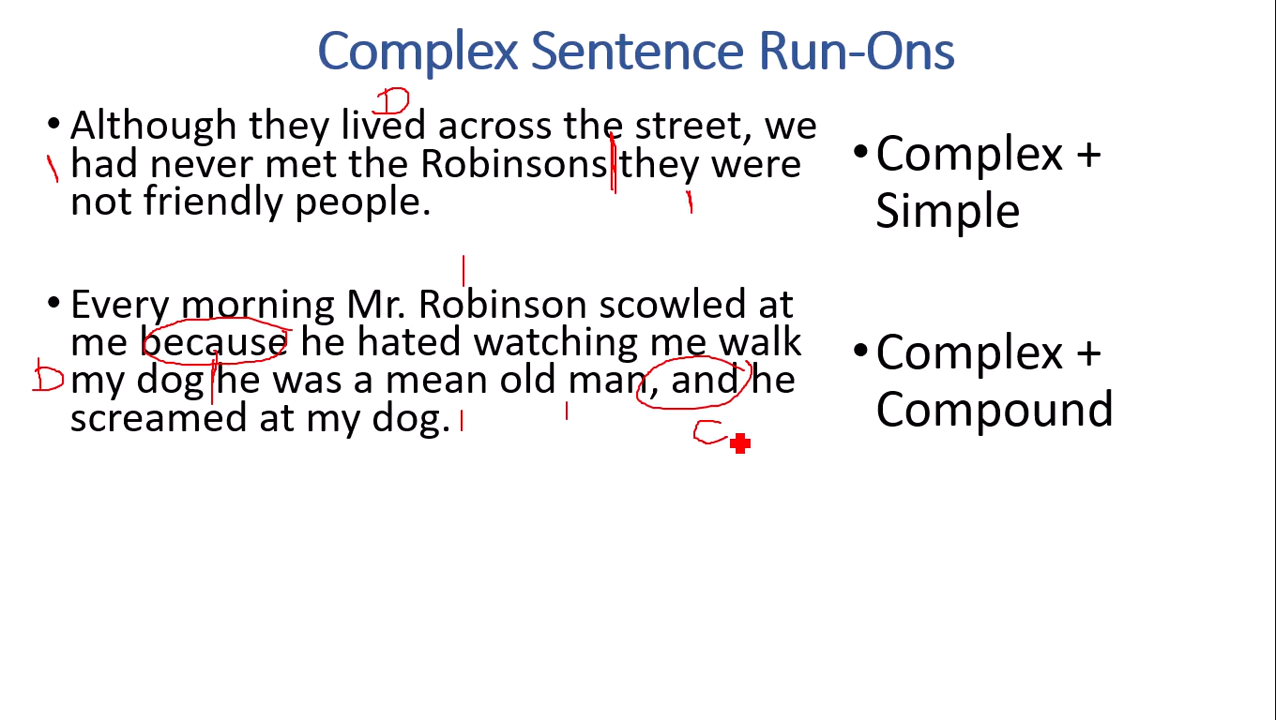 Complex Sentence Run-Ons
D
• Although they lived across the street, we
had never met the Robinsons they were
not friendly people.
• Complex +
Simple
• Every morning Mr. Robinson scowled at
me because he hated watching me walk
D my dog he was a mean old man, and he
screamed at my dog.
C
• Complex +
Compound